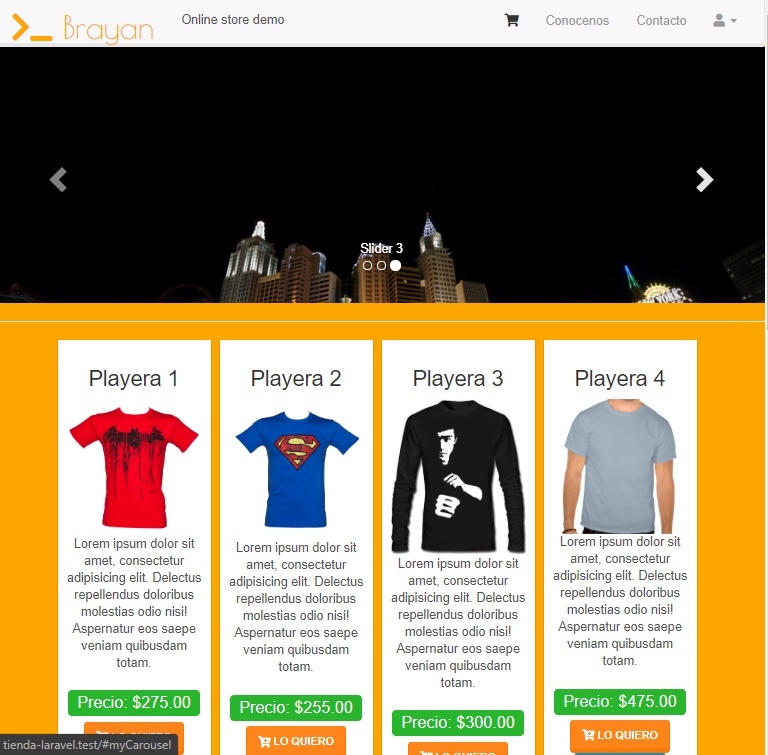 Brayan
Online store demo
Conocenos
Contacto
Slider 3
YORK
Playera 1
Playera 2
Playera 3
Playera 4
Lorem ipsum dolor sit
amet, consectetur
adipisicing elit. Delectus
repellendus doloribus
molestias odio nisi!
Aspernatur eos saepe
veniam quibusdam
totam.
Lorem ipsum dolor sit
amet, consectetur
adipisicing elit. Delectus
repellendus doloribus
molestias odio nisi!
Aspernatur eos saepe
veniam quibusdam
totam.
Lorem ipsum dolor sit
amet, consectetur
adipisicing elit. Delectus
repellendus doloribus
molestias odio nisi!
Aspernatur eos saepe
veniam quibusdam
totam.
Lorem ipsum dolor sit
amet, consectetur
adipisicing elit. Delectus
repellendus doloribus
molestias odio nisi!
Aspernatur eos saepe
veniam quibusdam
totam.
Precio: $275.00
Precio: $255.00
Precio: $300.00
Precio: $475.00
LO QUIERO
LO QUIERO
LO QUIERO
LO QUIERO
tienda-laravel.test/#myCarousel